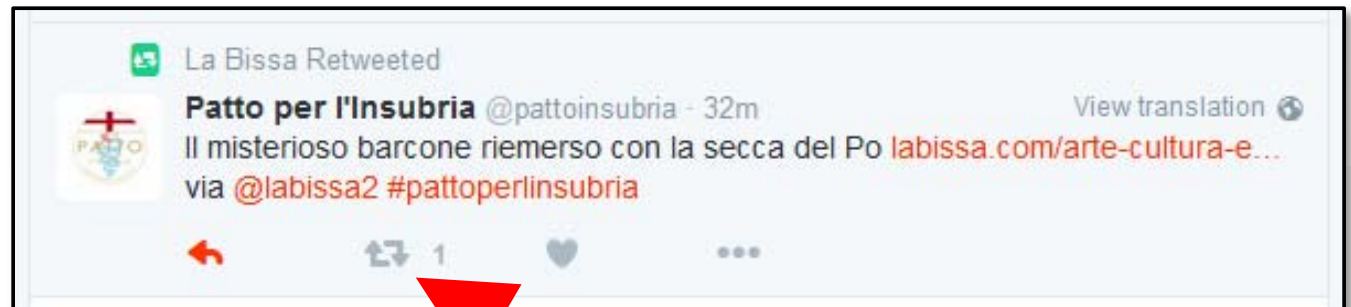 La Bissa Retweeted
Patto per l'Insubria @pattoinsubria · 32m View translation
Il misterioso barcone riemerso con la secca del Po labissa.com/arte-cultura-e...
via @labissa2 #pattoperlinsubria
1
PATTO